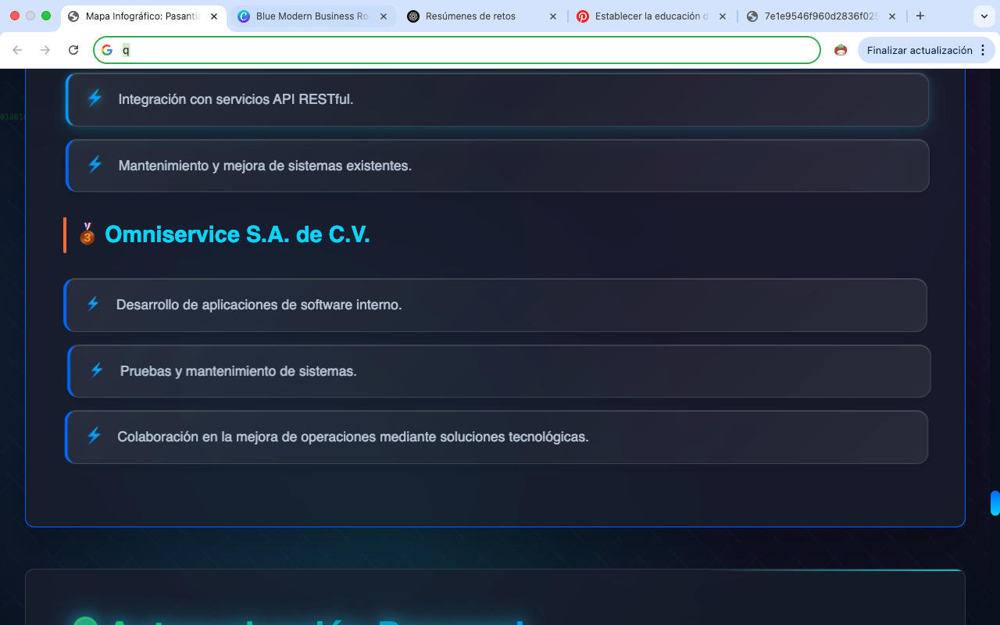 Mapa Infográfico: Pasantía
Blue Modern Business Ro
Resúmenes de retos
Establecer la educación d
7e1e9546f960d2836f025
q
Finalizar actualización
Integración con servicios API RESTful.
Mantenimiento y mejora de sistemas existentes.
3 Omniservice S.A. de C.V.
Desarrollo de aplicaciones de software interno.
Pruebas y mantenimiento de sistemas.
Colaboración en la mejora de operaciones mediante soluciones tecnológicas.